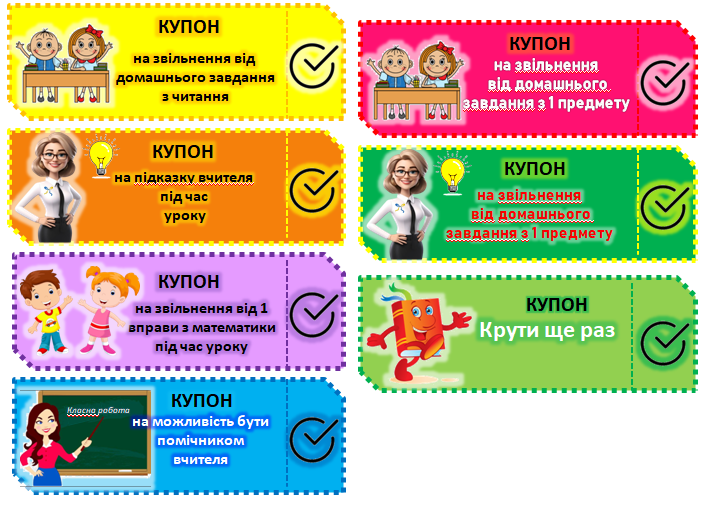 КУПОН
на звільнення від
домашнього завдання
з читання
КУПОН
на підказку вчителя
під час
уроку
КУПОН
на звільнення від 1
вправи з математики
під час уроку
Класна робота
КУПОН
на можливість бути
помічником
вчителя
КУПОН
на звільнення
від домашнього
завдання з 1 предмету
КУПОН
на звільнення
від домашнього
завдання з 1 предмету
КУПОН
Крути ще раз